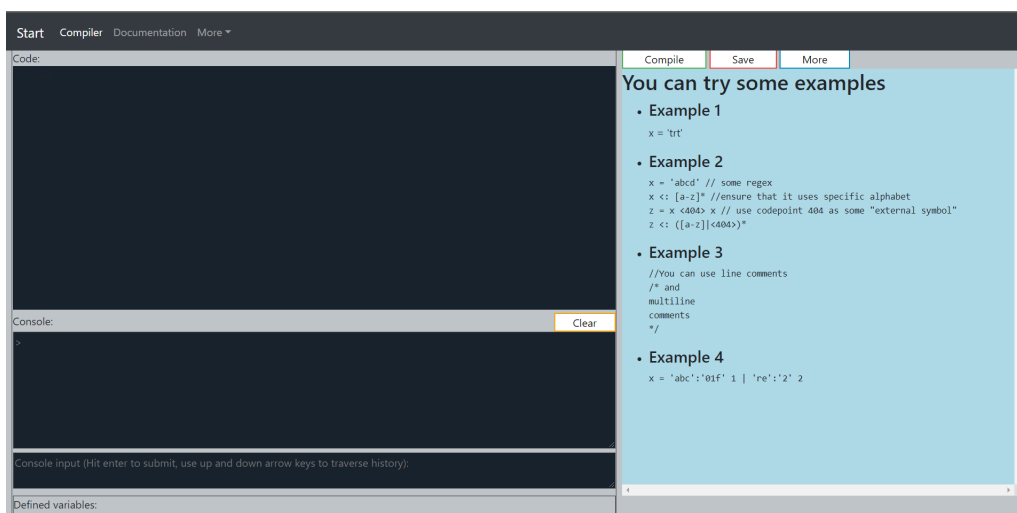 Start Compiler Documentation More
Code:
Console:
Clear
>
Console input (Hit enter to submit, use up and down arrow keys to traverse history):
Defined variables:
Compile Save More
You can try some examples
• Example 1
x = 'trt'
• Example 2
x = 'abcd' // some regex
x <: [a-z]* //ensure that it uses specific alphabet
z = x <404> x // use codepoint 404 as some "external symbol"
z <: ([a-z]|<404>)*
• Example 3
//You can use line comments
/* and
multiline
comments
*/
• Example 4
x = 'abc':'01f' 1 | 're':'2' 2